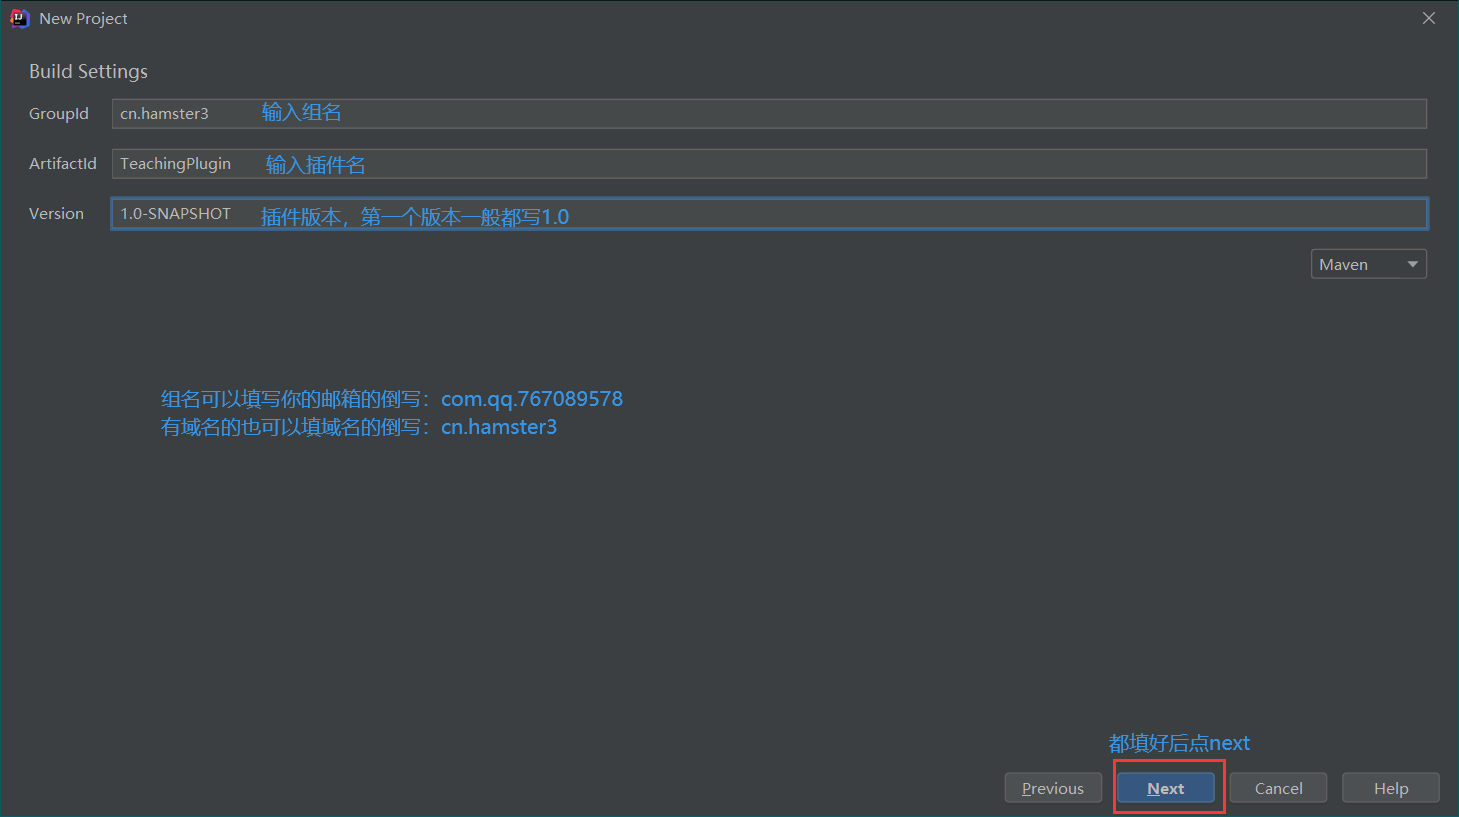 New Project
Build Settings
GroupId cn.hamster3 输入组名
ArtifactId TeachingPlugin 输入插件名
Version 1.0-SNAPSHOT 插件版本，第一个版本一般都写1.0
Maven
组名可以填写你的邮箱的倒写：com.qq.767089578
有域名的也可以填域名的倒写：cn.hamster3
都填好后点next
Previous Next Cancel Help